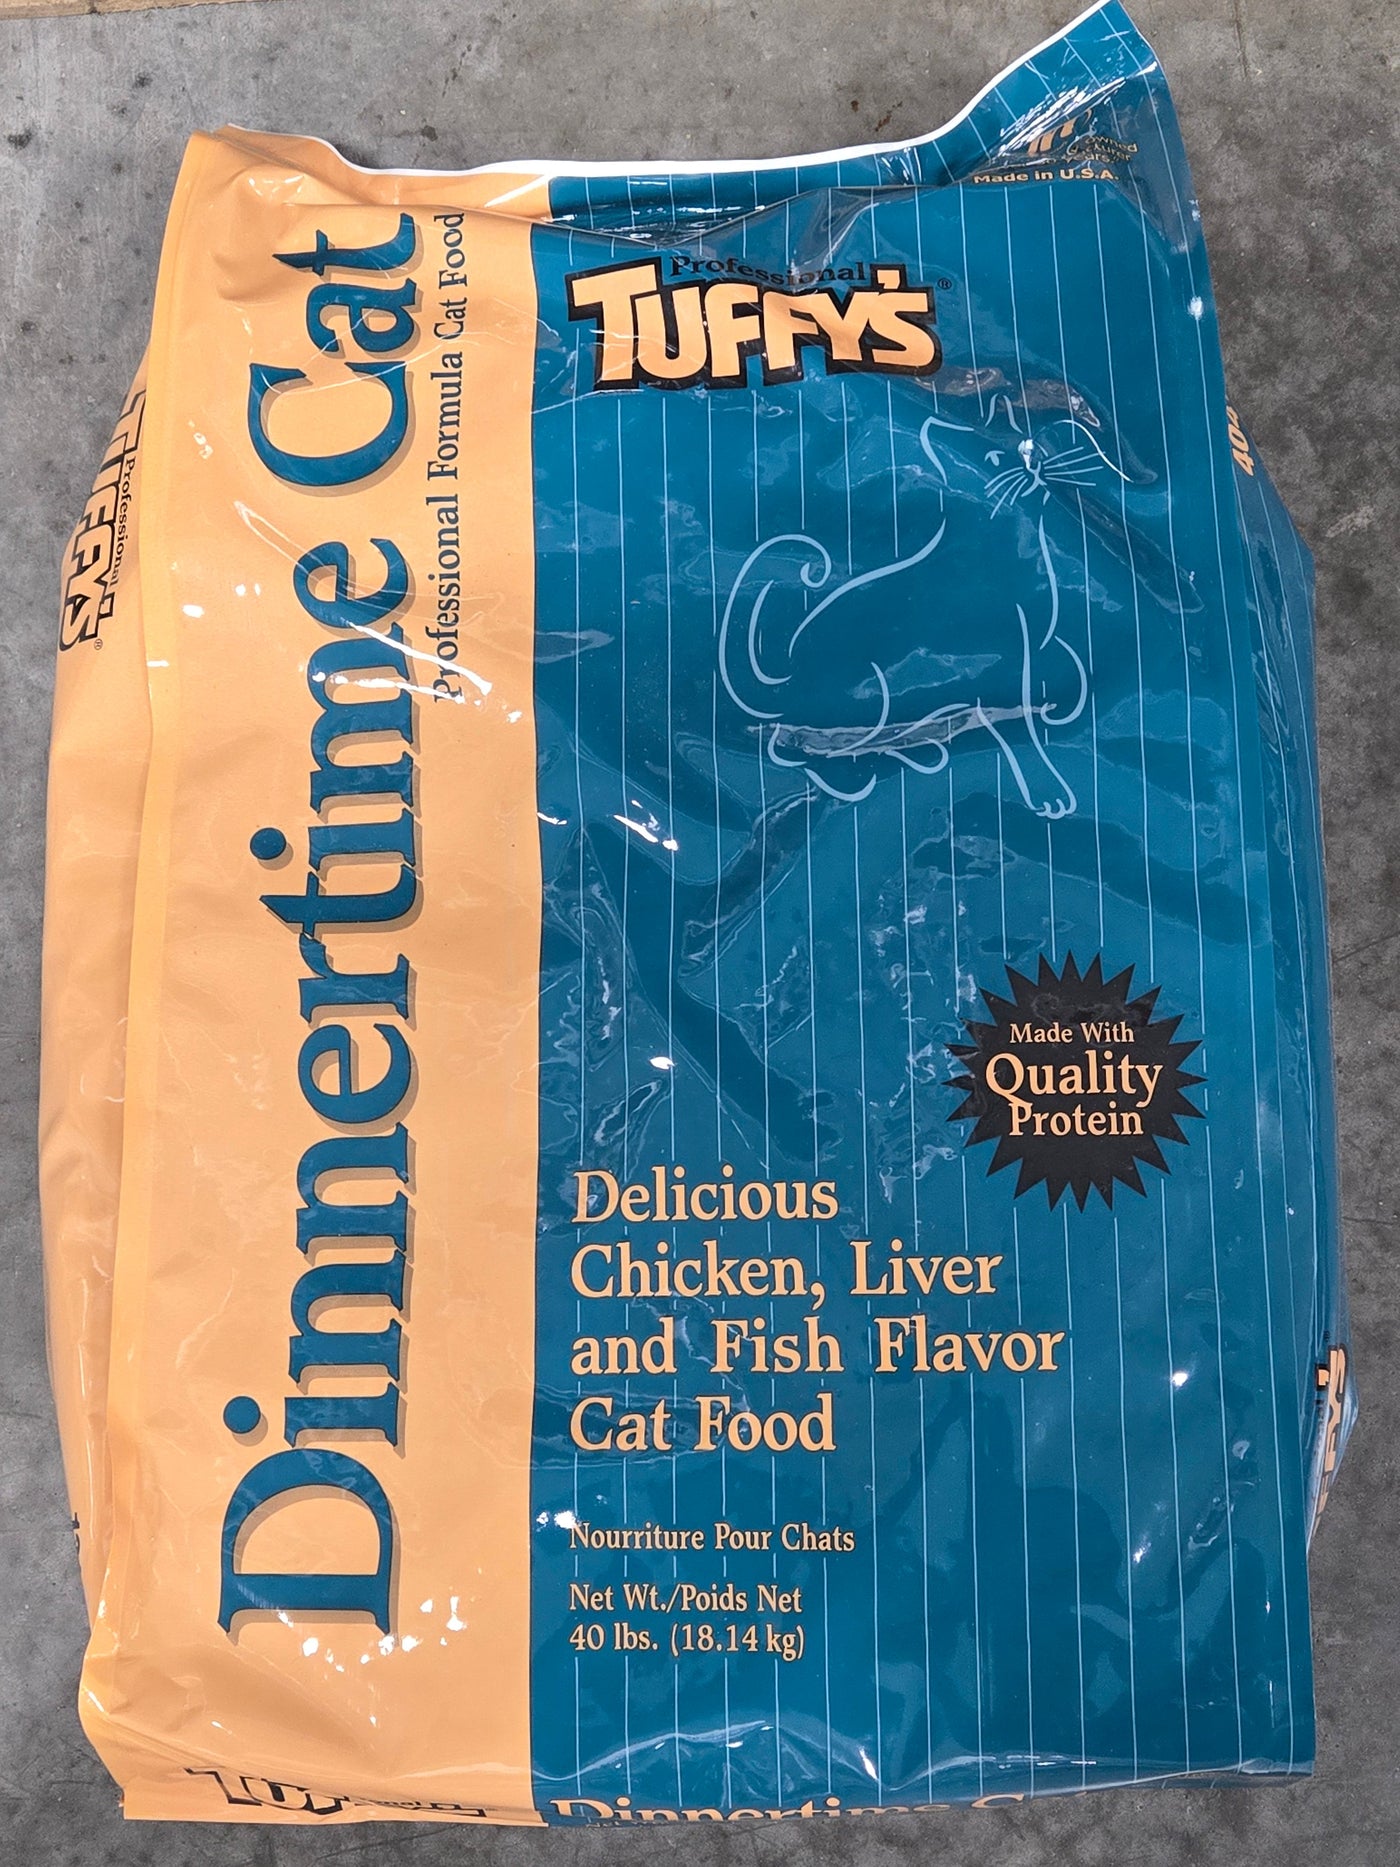 Made in U.S.A.
Professional
TUFFY'S®
Dinnertime Cat
Professional Formula Cat Food
Professional
TUFFY'S®
Made With
Quality
Protein
Delicious
Chicken, Liver
and Fish Flavor
Cat Food
Nourriture Pour Chats
Net Wt./Poids Net
40 lbs. (18.14 kg)
Dinnertime